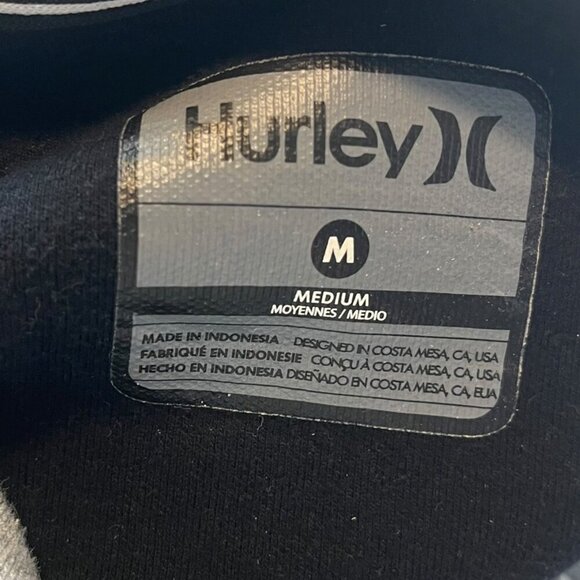 Hurley
M
MEDIUM
MOYENNES / MEDIO
MADE IN INDONESIA DESIGNED IN COSTA MESA, CA, USA
FABRIQUÉ EN INDONESIE CONÇU À COSTA MESA, CA, USA
HECHO EN INDONESIA DISEÑADO EN COSTA MESA, CA, EUA